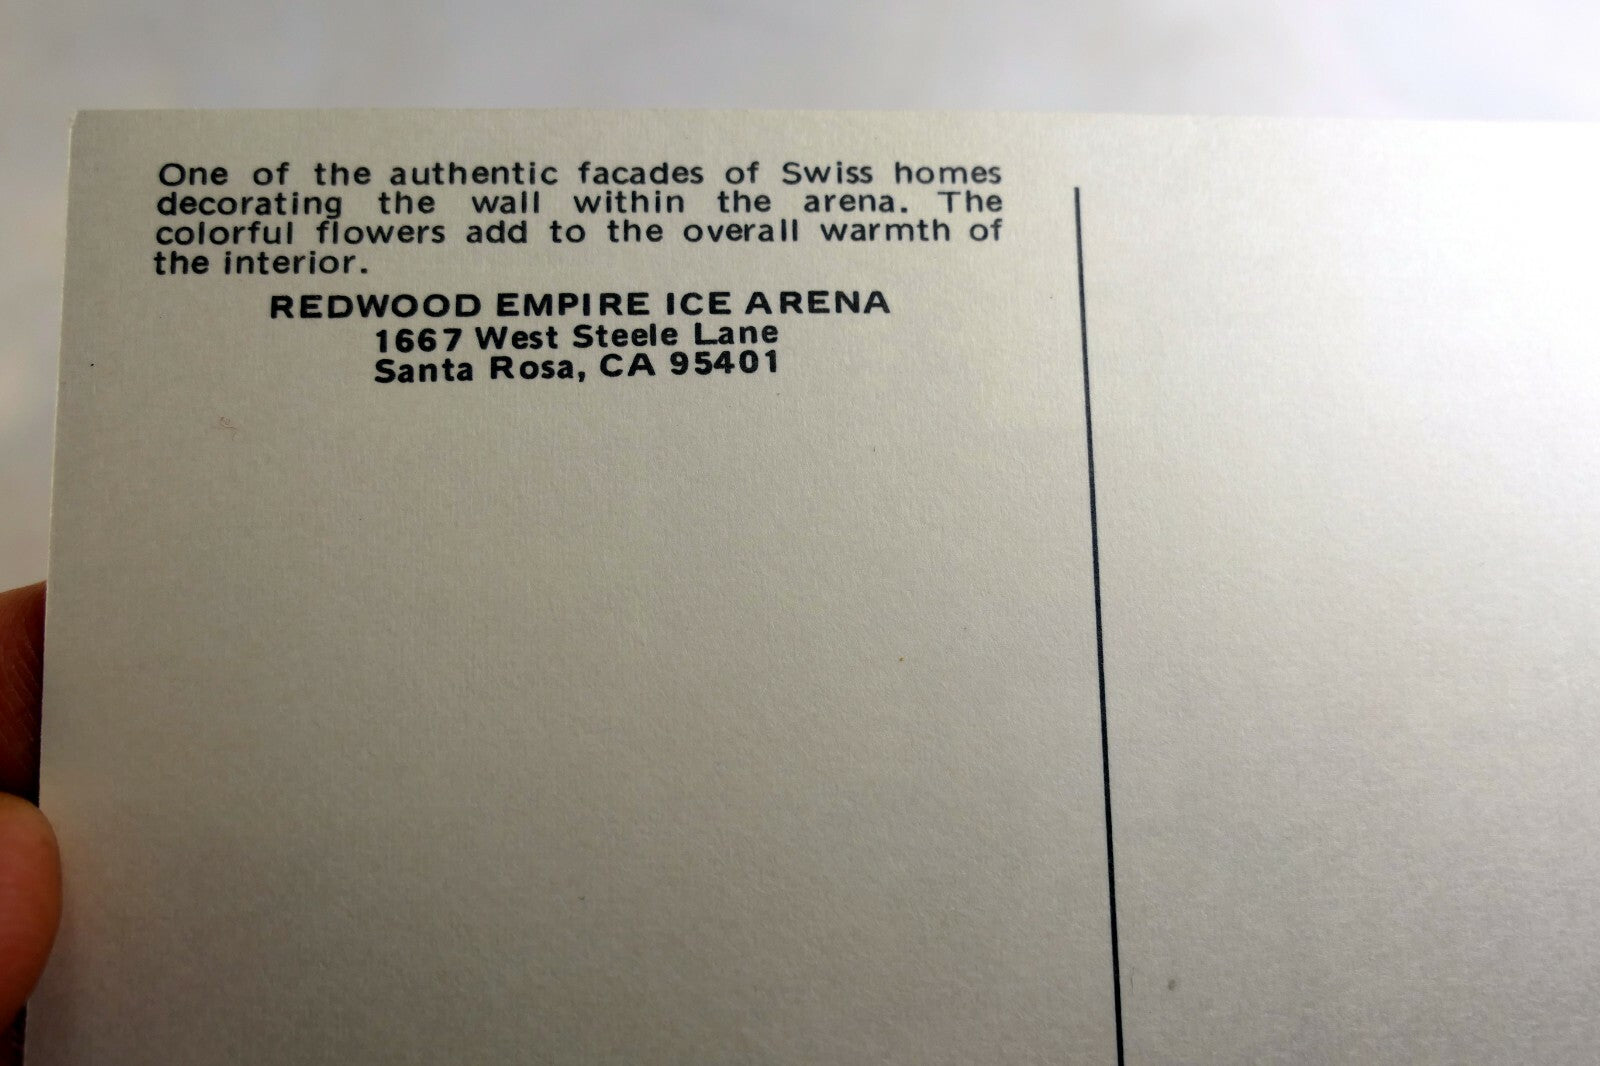 One of the authentic facades of Swiss homes
decorating the wall within the arena. The
colorful flowers add to the overall warmth of
the interior.
REDWOOD EMPIRE ICE ARENA
1667 West Steele Lane
Santa Rosa, CA 95401